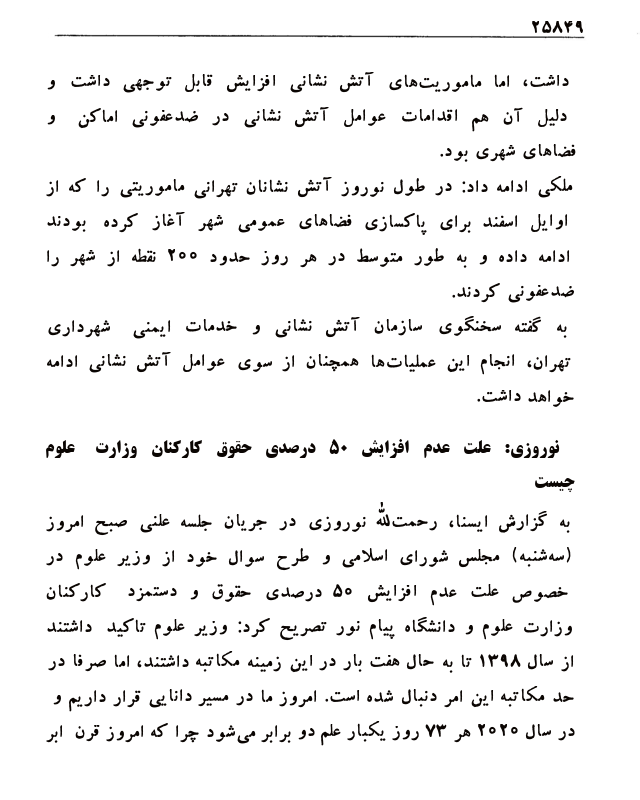 ۲۵۸۴۹
داشت، اما ماموریت‌های آتش نشانی افزایش قابل توجهی داشت و
دلیل آن هم اقدامات عوامل آتش نشانی در ضدعفونی اماکن و
فضاهای شهری بود.
ملکی ادامه داد: در طول نوروز آتش نشانان تهرانی ماموریتی را که از
اوایل اسفند برای پاکسازی فضاهای عمومی شهر آغاز کرده بودند
ادامه داده و به طور متوسط در هر روز حدود ۲۰۰ نقطه از شهر را
ضدعفونی کردند.
به گفته سخنگوی سازمان آتش نشانی و خدمات ایمنی شهرداری
تهران، انجام این عملیات‌ها همچنان از سوی عوامل آتش نشانی ادامه
خواهد داشت.
نوروزی: علت عدم افزایش ۵۰ درصدی حقوق کارکنان وزارت علوم
چیست
به گزارش ایسنا، رحمت‌الله نوروزی در جریان جلسه علنی صبح امروز
(سه‌شنبه) مجلس شورای اسلامی و طرح سوال خود از وزیر علوم در
خصوص علت عدم افزایش ۵۰ درصدی حقوق و دستمزد کارکنان
وزارت علوم و دانشگاه پیام نور تصریح کرد: وزیر علوم تاکید داشتند
از سال ۱۳۹۸ تا به حال هفت بار در این زمینه مکاتبه داشتند، اما صرفا در
حد مکاتبه این امر دنبال شده است. امروز ما در مسیر دانایی قرار داریم و
در سال ۲۰۲۰ هر ۷۳ روز یکبار علم دو برابر می‌شود چرا که امروز قرن ابر